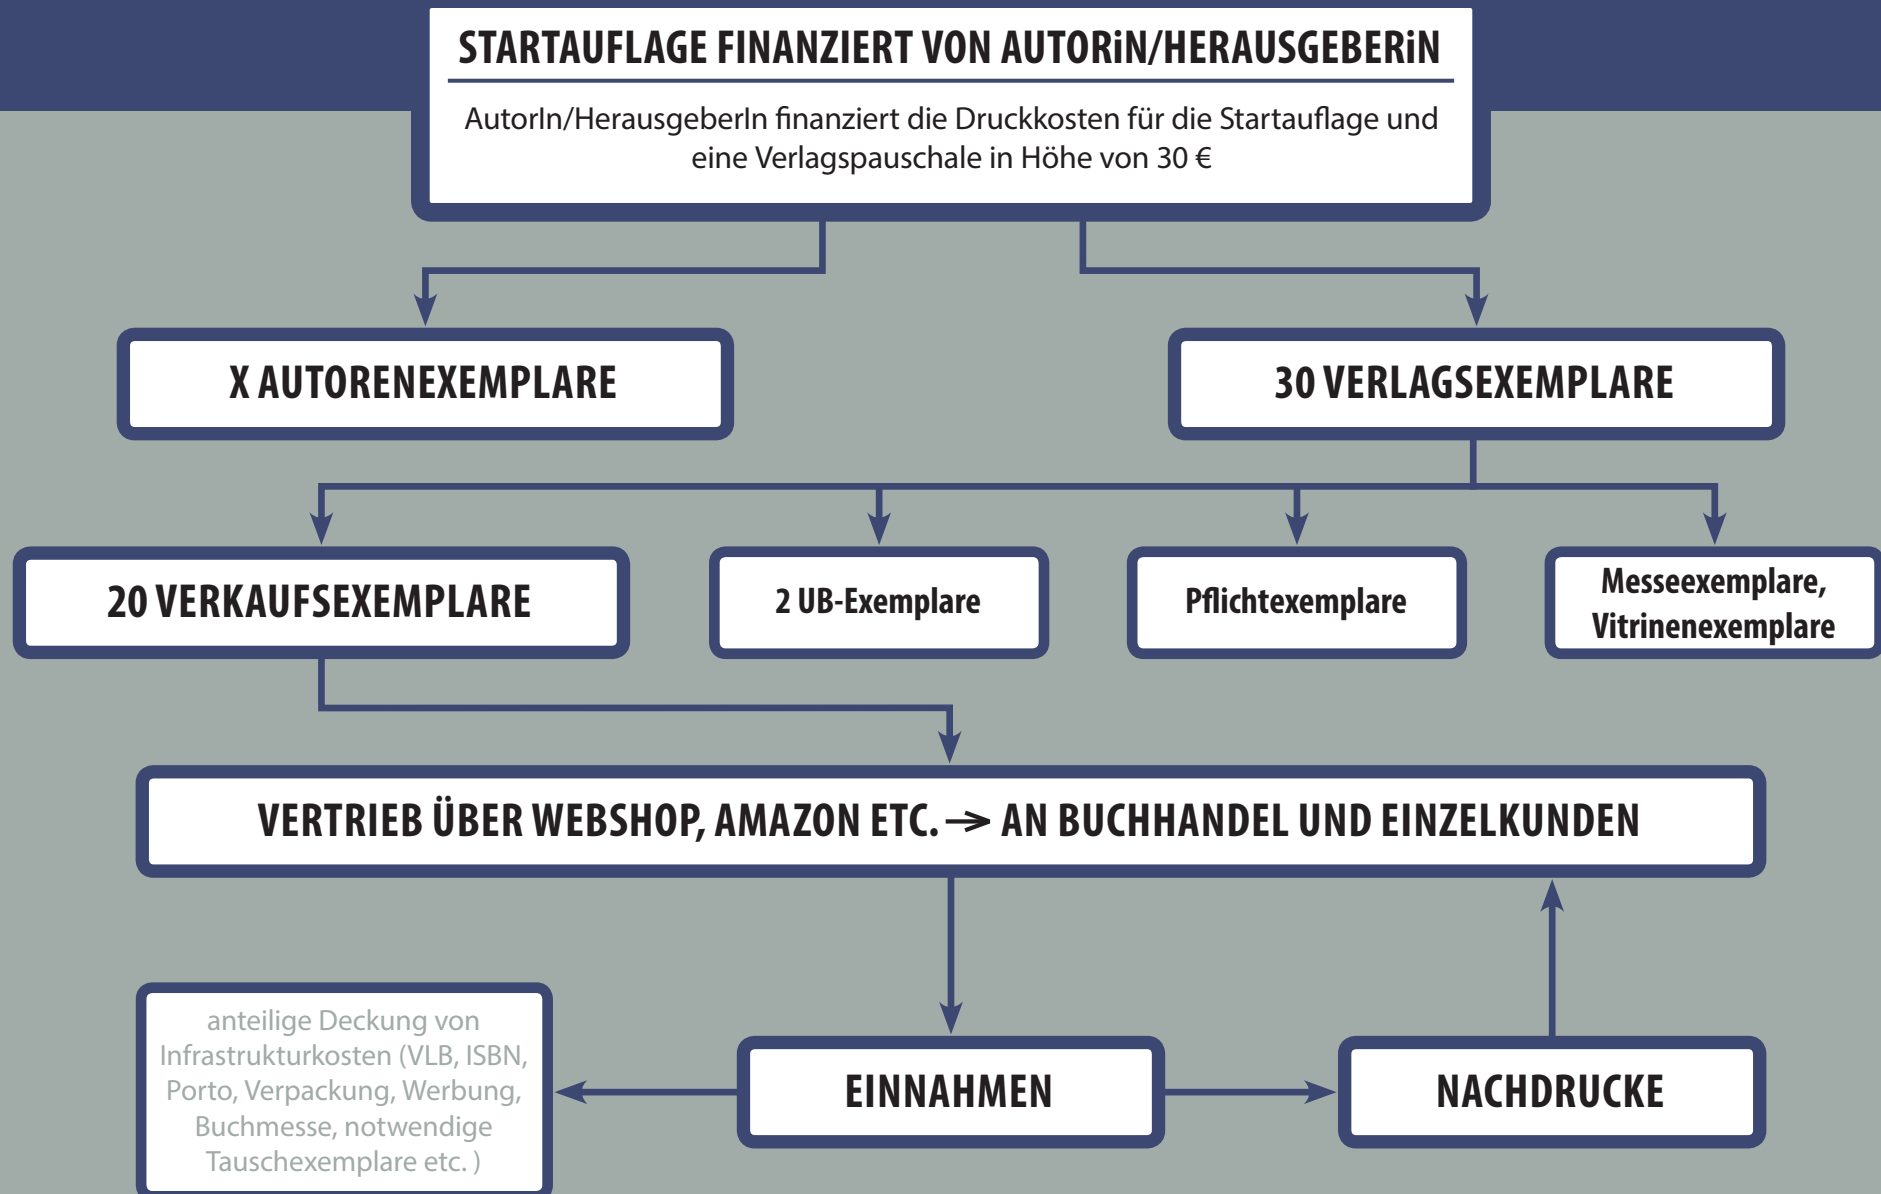 STARTAUFLAGE FINANZIERT VON AUTORiN/HERAUSGEBERiN
AutorIn/HerausgeberIn finanziert die Druckkosten für die Startauflage und
eine Verlagspauschale in Höhe von 30 €
X AUTORENEXEMPLARE
30 VERLAGSEXEMPLARE
20 VERKAUFSEXEMPLARE
2 UB-Exemplare
Pflichtexemplare
Messeexemplare,
Vitrinenexemplare
VERTRIEB ÜBER WEBSHOP, AMAZON ETC. → AN BUCHHANDEL UND EINZELKUNDEN
anteilige Deckung von
Infrastrukturkosten (VLB, ISBN,
Porto, Verpackung, Werbung,
Buchmesse, notwendige
Tauschexemplare etc. )
EINNAHMEN
NACHDRUCKE